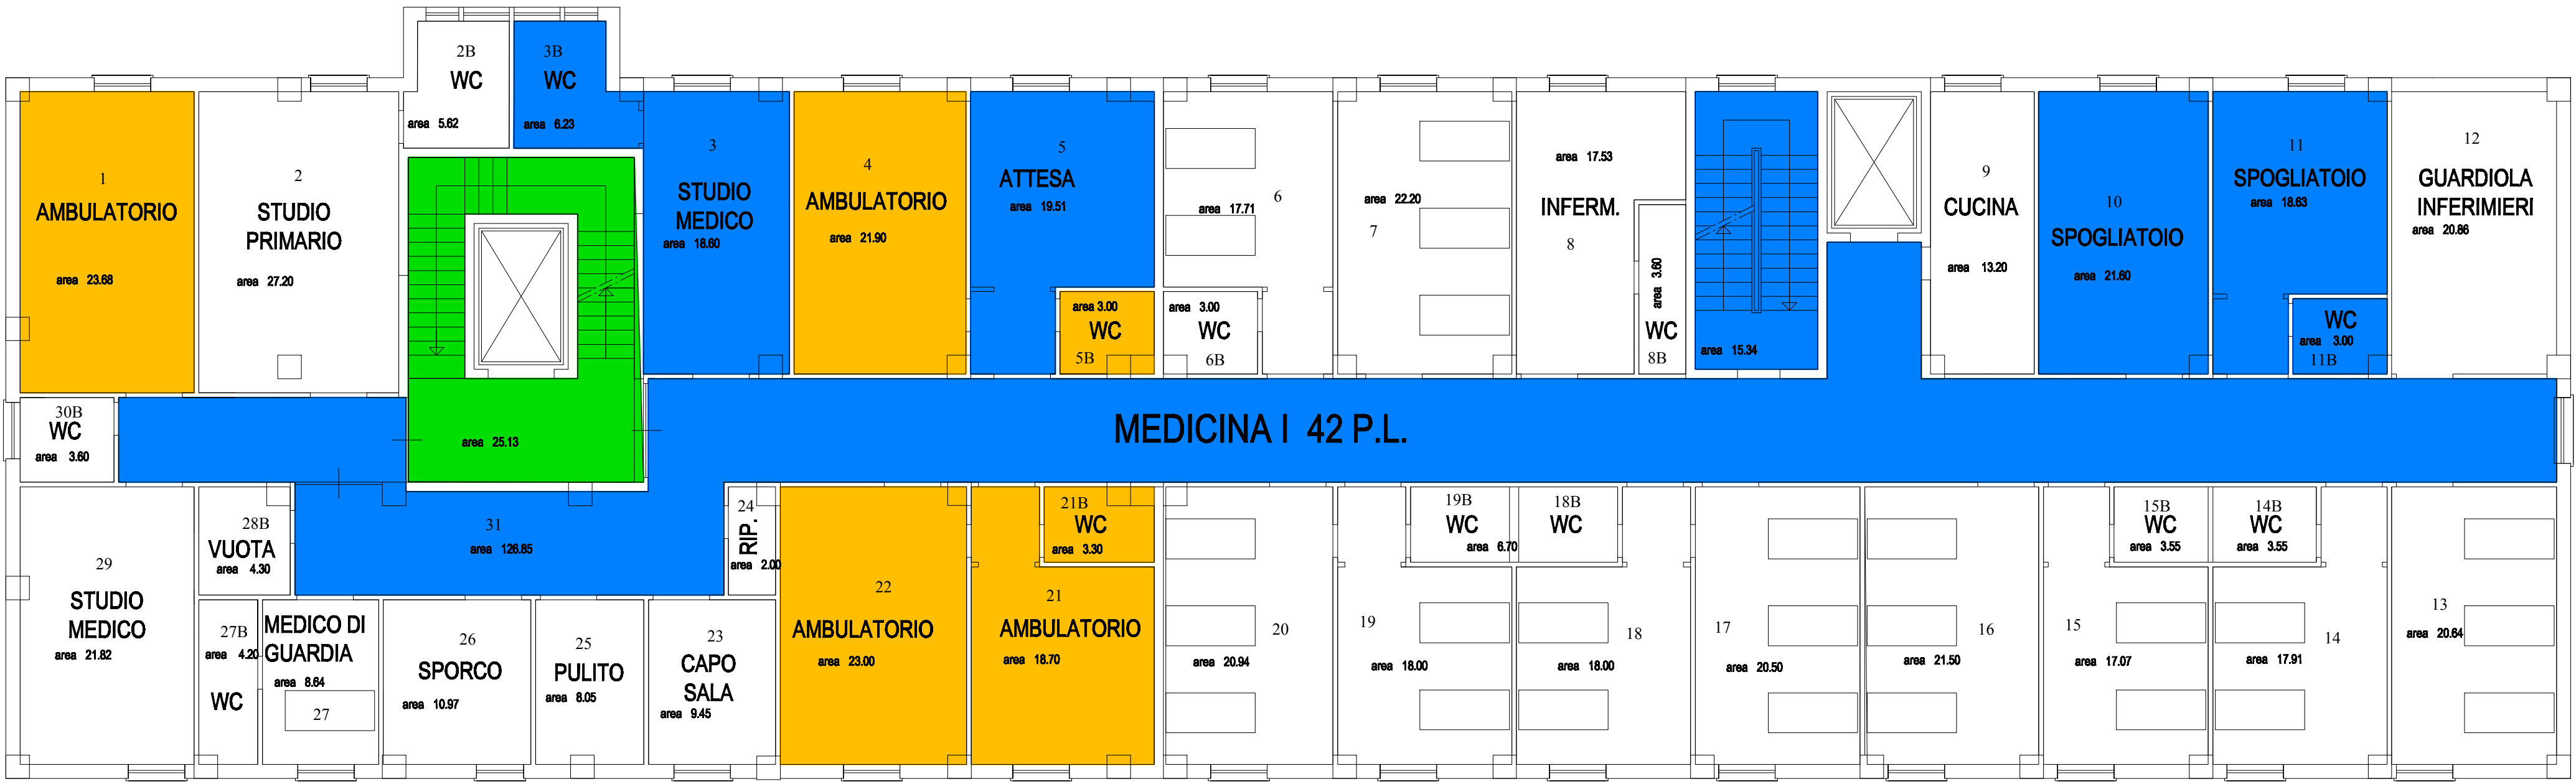 2B
WC
area 5.62
3B
WC
area 6.23
1
AMBULATORIO
area 23.68
2
STUDIO
PRIMARIO
area 27.20
3
STUDIO
MEDICO
area 18.60
4
AMBULATORIO
area 21.90
5
ATTESA
area 19.51
area 3.00
WC
5B
6
area 17.71
area 3.00
WC
6B
area 22.20
7
area 17.53
INFERM.
8
area 3.60
WC
8B
area 15.34
9
CUCINA
area 13.20
10
SPOGLIATOIO
area 21.60
11
SPOGLIATOIO
area 18.63
WC
area 3.00
11B
12
GUARDIOLA
INFERIMIERI
area 20.86
30B
WC
area 3.60
area 25.13
MEDICINA I 42 P.L.
29
STUDIO
MEDICO
area 21.82
28B
VUOTA
area 4.30
31
area 126.85
24
RIP.
area 2.00
27B
area 4.20
WC
MEDICO DI
GUARDIA
area 8.64
27
26
SPORCO
area 10.97
25
PULITO
area 8.05
23
CAPO
SALA
area 9.45
22
AMBULATORIO
area 23.00
21B
WC
area 3.30
21
AMBULATORIO
area 18.70
20
area 20.94
19B
WC
18B
WC
area 6.70
19
area 18.00
18
area 18.00
17
area 20.50
16
area 21.50
15B
WC
area 3.55
15
area 17.07
14B
WC
area 3.55
14
area 17.91
13
area 20.64